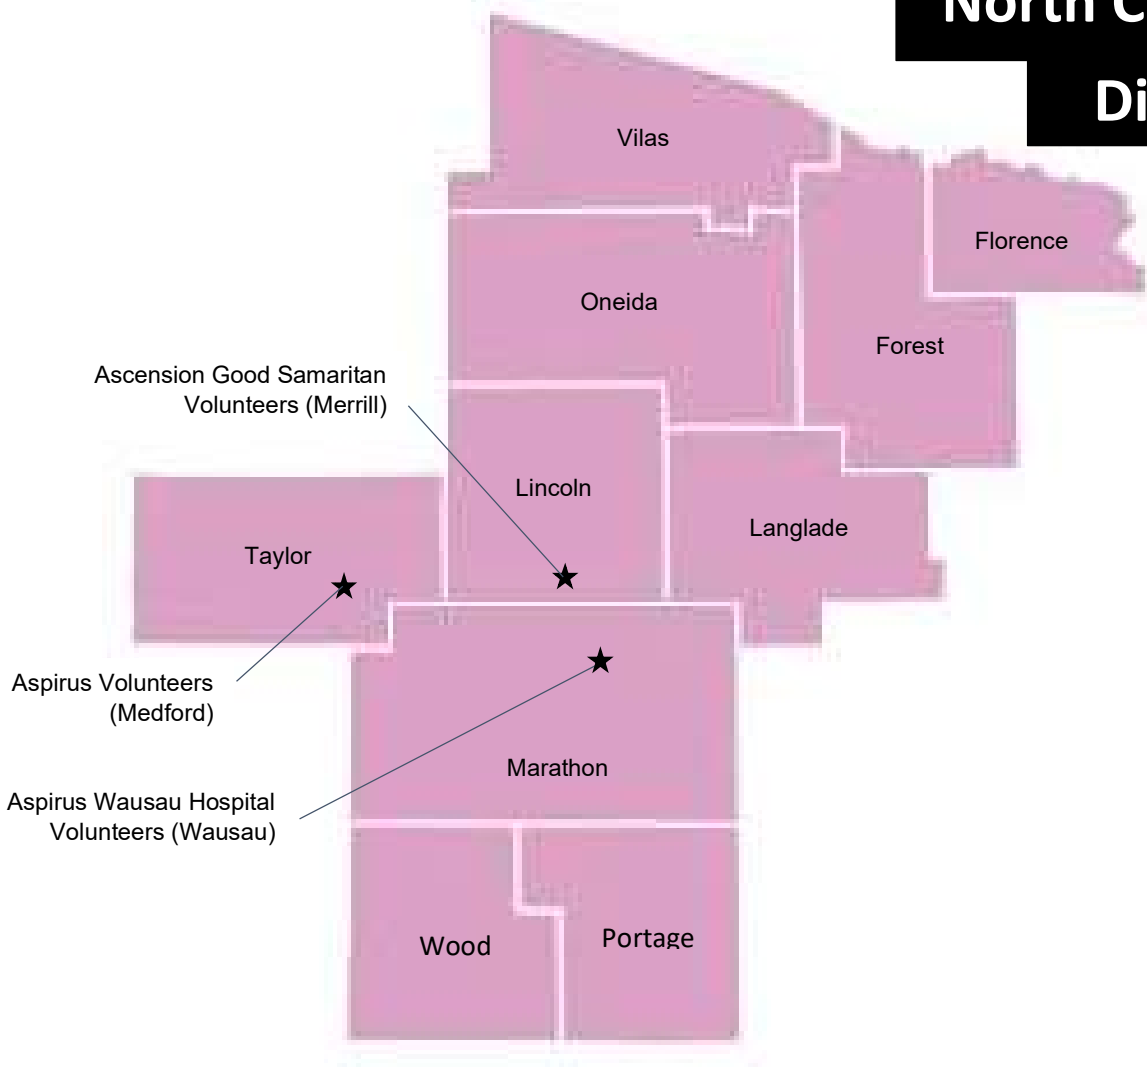 North C
Di
Vilas
Florence
Oneida
Forest
Ascension Good Samaritan
Volunteers (Merrill)
Lincoln
Langlade
Taylor
Aspirus Volunteers
(Medford)
Marathon
Aspirus Wausau Hospital
Volunteers (Wausau)
Wood
Portage